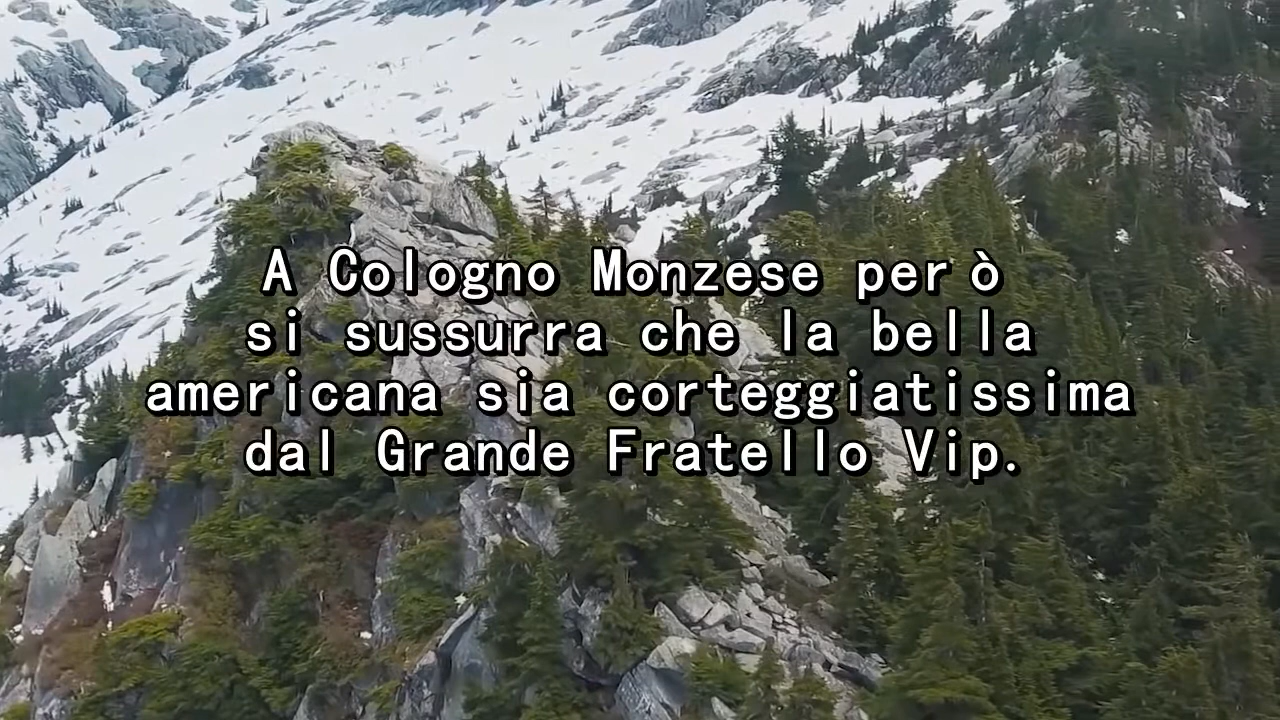 A Cologno Monzese però
si sussurra che la bella
americana sia corteggiatissima
dal Grande Fratello Vip.